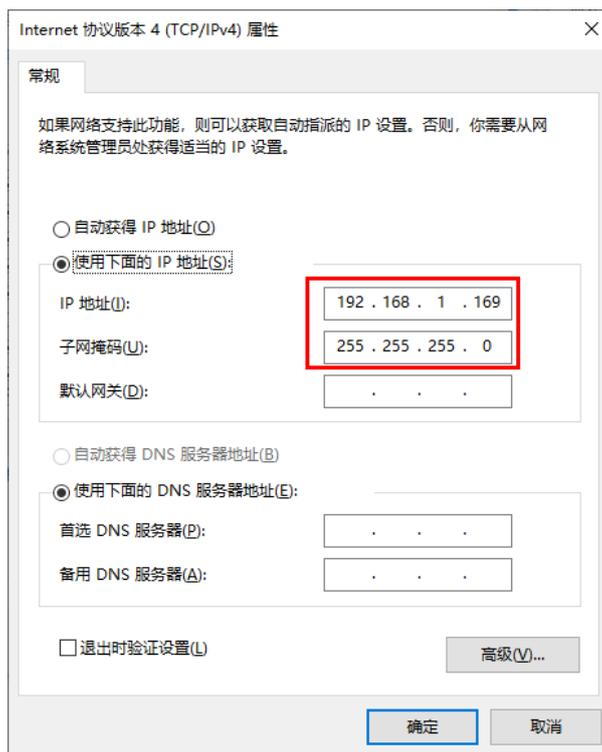 Internet 协议版本 4 (TCP/IPv4) 属性
常规
如果网络支持此功能，则可以获取自动指派的 IP 设置。否则，你需要从网
络系统管理员处获得适当的 IP 设置。
自动获得 IP 地址(O)
使用下面的 IP 地址(S):
IP 地址(I): 192 . 168 . 1 . 169
子网掩码(U): 255 . 255 . 255 . 0
默认网关(D): . . .
自动获得 DNS 服务器地址(B)
使用下面的 DNS 服务器地址(E):
首选 DNS 服务器(P): . . .
备用 DNS 服务器(A): . . .
退出时验证设置(L)
高级(V)...
确定 取消